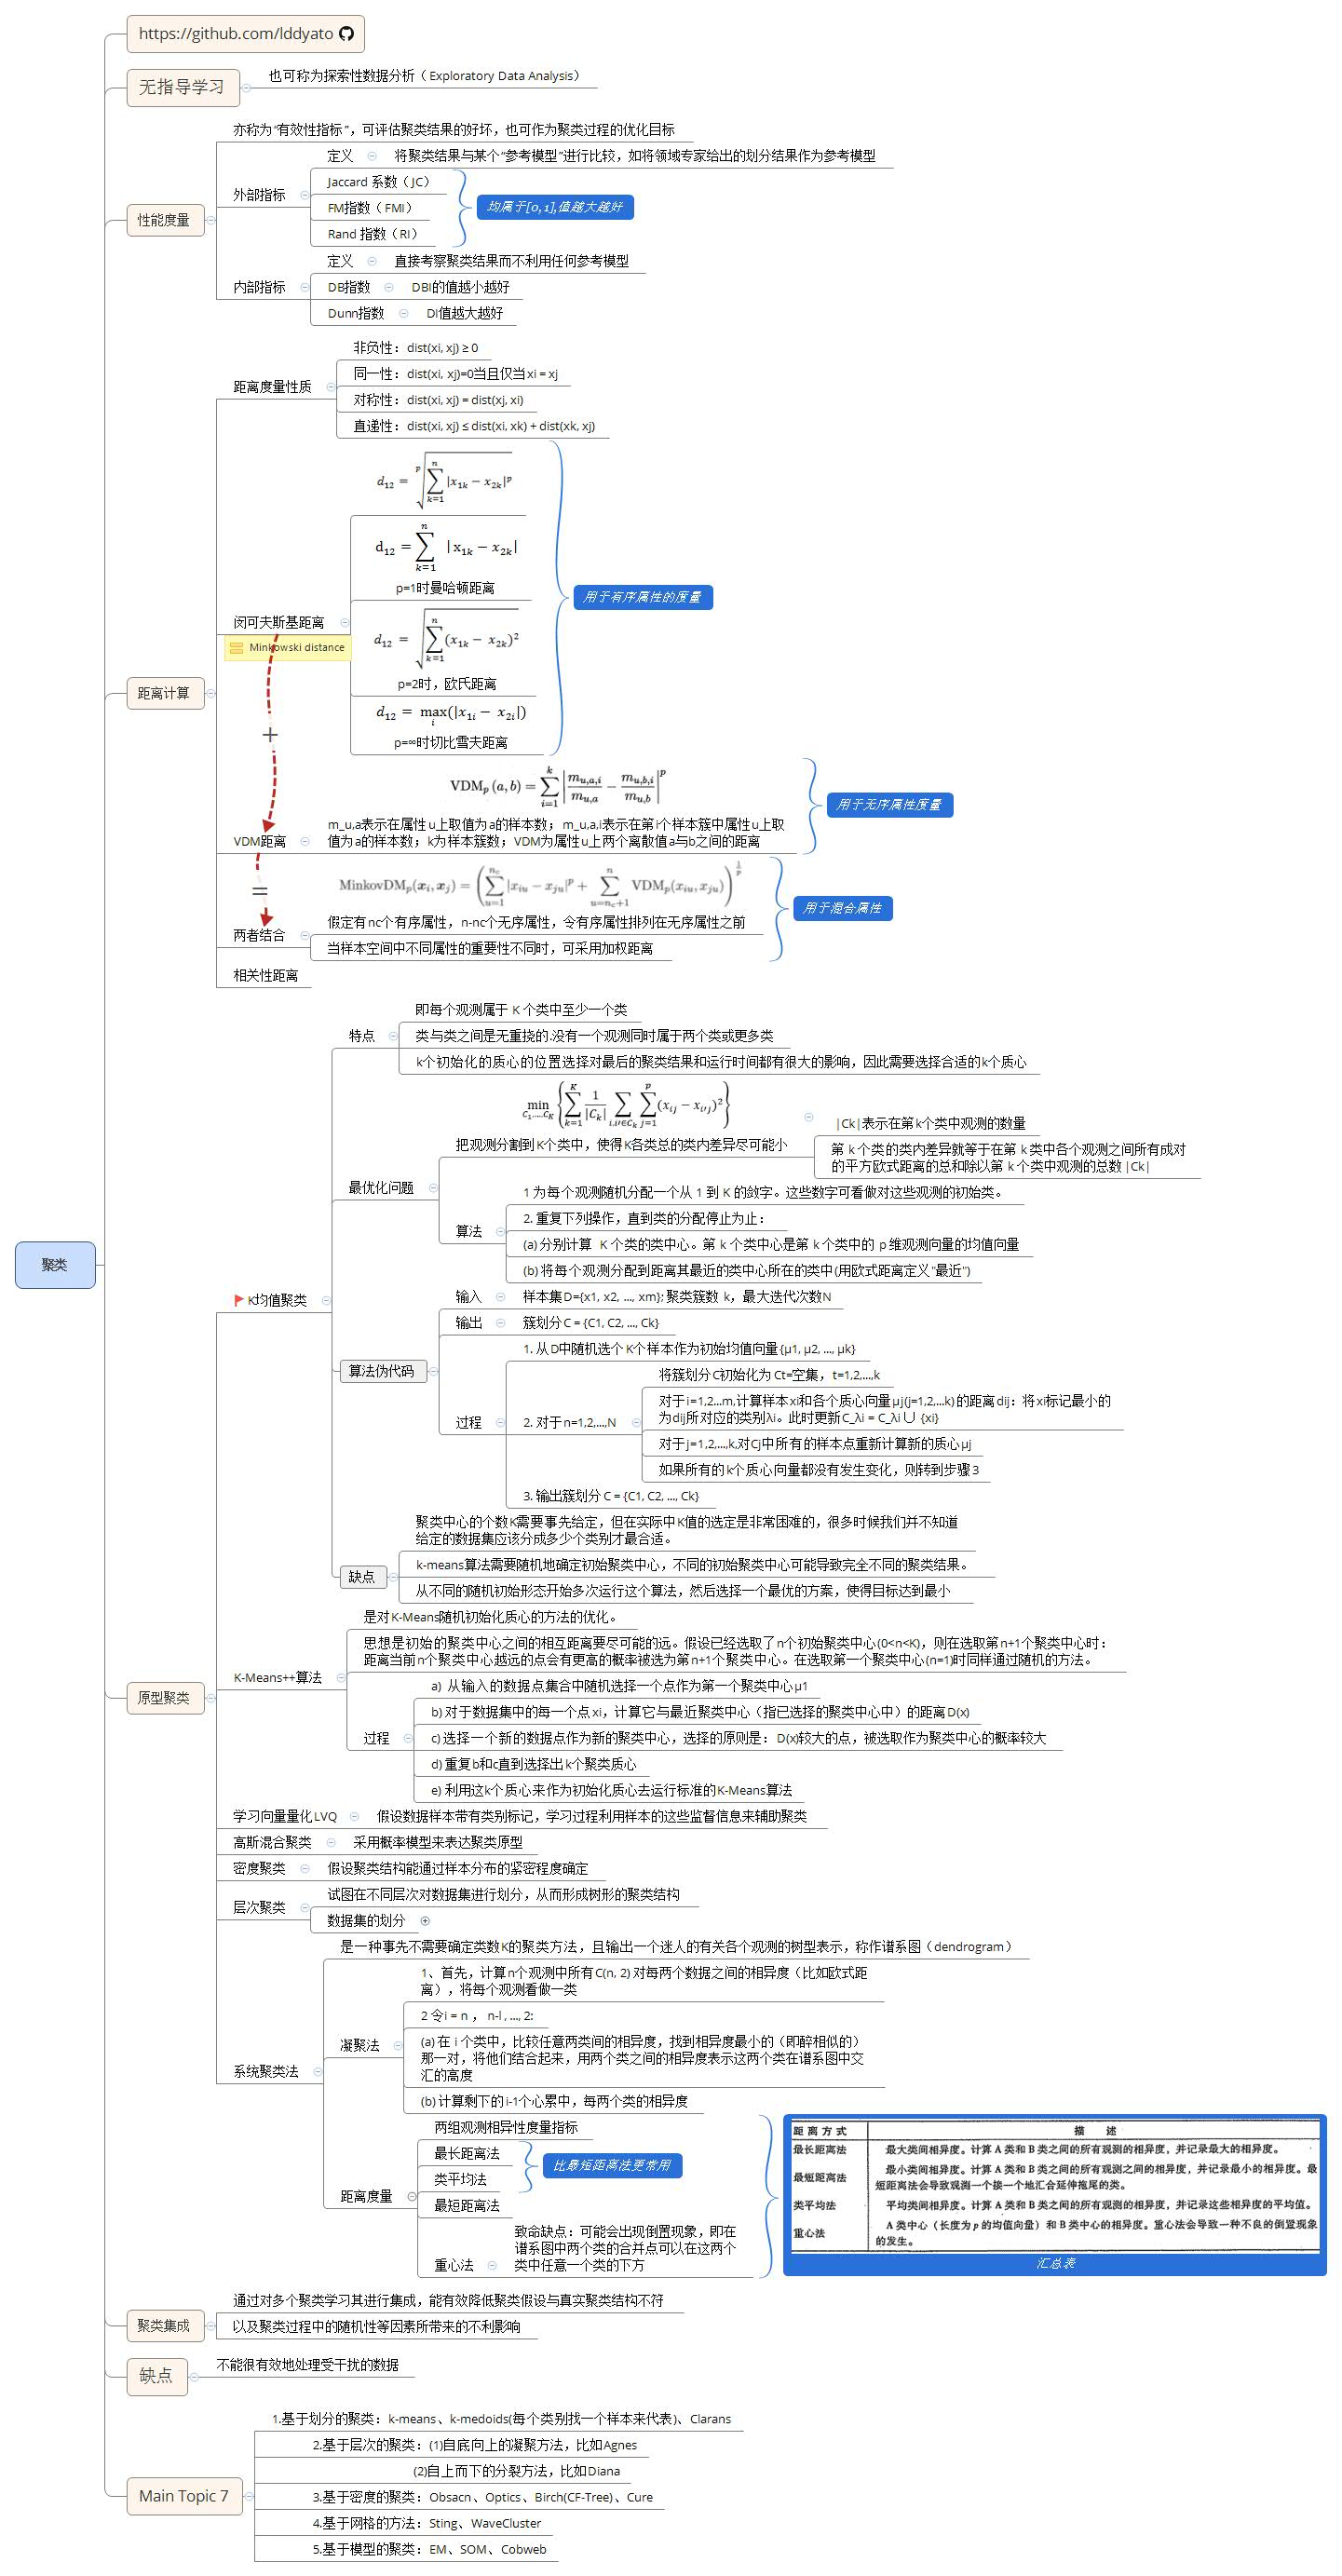 https://github.com/lddyato
无指导学习
也可称为探索性数据分析（Exploratory Data Analysis）
性能度量
亦称为“有效性指标”，可评估聚类结果的好坏，也可作为聚类过程的优化目标
外部指标
定义
将聚类结果与某个“参考模型”进行比较，如将领域专家给出的划分结果作为参考模型
Jaccard 系数（JC）
FM指数（FMI）
Rand 指数（RI）
均属于[0, 1],值越大越好
内部指标
定义
直接考察聚类结果而不利用任何参考模型
DB指数
DBI的值越小越好
Dunn指数
DI值越大越好
距离计算
距离度量性质
非负性：dist(xi, xj) ≥ 0
同一性：dist(xi, xj)=0当且仅当xi = xj
对称性：dist(xi, xj) = dist(xj, xi)
直递性：dist(xi, xj) ≤ dist(xi, xk) + dist(xk, xj)
闵可夫斯基距离
Minkowski distance
d12 = p√∑k=1n |x1k − x2k|^p
d12 = ∑k=1n |x1k − x2k|
p=1时曼哈顿距离
d12 = √∑k=1n (x1k − x2k)²
p=2时，欧氏距离
d12 = max i (|x1i − x2i|)
p=∞时切比雪夫距离
用于有序属性的度量
+
VDM距离
VDMp (a, b) = ∑i=1k |mu,a,i/mu,a − mu,b,i/mu,b|^p
m_u,a表示在属性u上取值为a的样本数；m_u,a,i表示在第i个样本簇中属性u上取
值为a的样本数；k为样本簇数；VDM为属性u上两个离散值a与b之间的距离
用于无序属性度量
=
两者结合
MinkovDMp(xi, xj) = (∑u=1nc |xiu − xju|^p + ∑u=nc+1n VDMp(xiu, xju))^1/p
假定有nc个有序属性，n-nc个无序属性，令有序属性排列在无序属性之前
当样本空间中不同属性的重要性不同时，可采用加权距离
用于混合属性
相关性距离
聚类
原型聚类
K均值聚类
特点
即每个观测属于 K 个类中至少一个类
类与类之间是无重挠的.没有一个观测同时属于两个类或更多类
k个初始化的质心的位置选择对最后的聚类结果和运行时间都有很大的影响，因此需要选择合适的k个质心
最优化问题
min C1,...,CK {∑k=1K 1/|Ck| ∑i,i′∈Ck ∑j=1p (xij − xi′j)²}
把观测分割到K个类中，使得K各类总的类内差异尽可能小
|Ck|表示在第k个类中观测的数量
第 k 个类的类内差异就等于在第 k 类中各个观测之间所有成对
的平方欧式距离的总和除以第 k 个类中观测的总数 |Ck|
算法
1 为每个观测随机分配一个从 1 到 K 的敛字。这些数字可看做对这些观测的初始类。
2. 重复下列操作，直到类的分配停止为止：
(a) 分别计算 K 个类的类中心。第 k 个类中心是第 k 个类中的 p 维观测向量的均值向量
(b) 将每个观测分配到距离其最近的类中心所在的类中(用欧式距离定义"最近")
算法伪代码
输入
样本集D={x1, x2, ..., xm}; 聚类簇数 k，最大迭代次数N
输出
簇划分C = {C1, C2, ..., Ck}
过程
1. 从D中随机选个K个样本作为初始均值向量{μ1, μ2, ..., μk}
2. 对于n=1,2,...,N
将簇划分C初始化为Ct=空集，t=1,2,...,k
对于i=1,2...m,计算样本xi和各个质心向量μj(j=1,2,...k)的距离dij：将xi标记最小的
为dij所对应的类别λi。此时更新C_λi = C_λi ∪ {xi}
对于j=1,2,...,k,对Cj中所有的样本点重新计算新的质心μj
如果所有的k个质心向量都没有发生变化，则转到步骤3
3. 输出簇划分C = {C1, C2, ..., Ck}
缺点
聚类中心的个数K需要事先给定，但在实际中K值的选定是非常困难的，很多时候我们并不知道
给定的数据集应该分成多少个类别才最合适。
k-means算法需要随机地确定初始聚类中心，不同的初始聚类中心可能导致完全不同的聚类结果。
从不同的随机初始形态开始多次运行这个算法，然后选择一个最优的方案，使得目标达到最小
K-Means++算法
是对K-Means随机初始化质心的方法的优化。
思想是初始的聚类中心之间的相互距离要尽可能的远。假设已经选取了n个初始聚类中心(0<n<K)，则在选取第n+1个聚类中心时：
距离当前n个聚类中心越远的点会有更高的概率被选为第n+1个聚类中心。在选取第一个聚类中心(n=1)时同样通过随机的方法。
过程
a) 从输入的数据点集合中随机选择一个点作为第一个聚类中心μ1
b) 对于数据集中的每一个点xi，计算它与最近聚类中心（指已选择的聚类中心中）的距离D(x)
c) 选择一个新的数据点作为新的聚类中心，选择的原则是：D(x)较大的点，被选取作为聚类中心的概率较大
d) 重复b和c直到选择出k个聚类质心
e) 利用这k个质心来作为初始化质心去运行标准的K-Means算法
学习向量量化LVQ
假设数据样本带有类别标记，学习过程利用样本的这些监督信息来辅助聚类
高斯混合聚类
采用概率模型来表达聚类原型
密度聚类
假设聚类结构能通过样本分布的紧密程度确定
层次聚类
试图在不同层次对数据集进行划分，从而形成树形的聚类结构
数据集的划分
系统聚类法
是一种事先不需要确定类数K的聚类方法，且输出一个迷人的有关各个观测的树型表示，称作谱系图（dendrogram）
凝聚法
1、首先，计算n个观测中所有C(n, 2) 对每两个数据之间的相异度（比如欧式距
离），将每个观测看做一类
2 令i = n ， n-l , ..., 2:
(a) 在 i 个类中，比较任意两类间的相异度，找到相异度最小的（即醉相似的）
那一对，将他们结合起来，用两个类之间的相异度表示这两个类在谱系图中交
汇的高度
(b) 计算剩下的i-1个心累中，每两个类的相异度
距离度量
两组观测相异性度量指标
最长距离法
类平均法
比最短距离法更常用
最短距离法
重心法
致命缺点：可能会出现倒置现象，即在
谱系图中两个类的合并点可以在这两个
类中任意一个类的下方
距离方式 描 述
最长距离法 最大类间相异度。计算 A 类和 B 类之间的所有观测的相异度，并记录最大的相异度。
最短距离法 最小类间相异度。计算 A 类和 B 类之间的所有观测之间的相异度，并记录最小的相异度。最
短距离法会导致观测一个接一个地汇合延伸拖尾的类。
类平均法 平均类间相异度。计算 A 类和 B 类之间的所有观测的相异度，并记录这些相异度的平均值。
重心法 A 类中心（长度为 p 的均值向量）和 B 类中心的相异度。重心法会导致一种不良的倒置现象
的发生。
汇总表
聚类集成
通过对多个聚类学习其进行集成，能有效降低聚类假设与真实聚类结构不符
以及聚类过程中的随机性等因素所带来的不利影响
缺点
不能很有效地处理受干扰的数据
Main Topic 7
1.基于划分的聚类：k-means、k-medoids(每个类别找一个样本来代表)、Clarans
2.基于层次的聚类：(1)自底向上的凝聚方法，比如Agnes
(2)自上而下的分裂方法，比如Diana
3.基于密度的聚类：Obsacn、Optics、Birch(CF-Tree)、Cure
4.基于网格的方法：Sting、WaveCluster
5.基于模型的聚类：EM、SOM、Cobweb